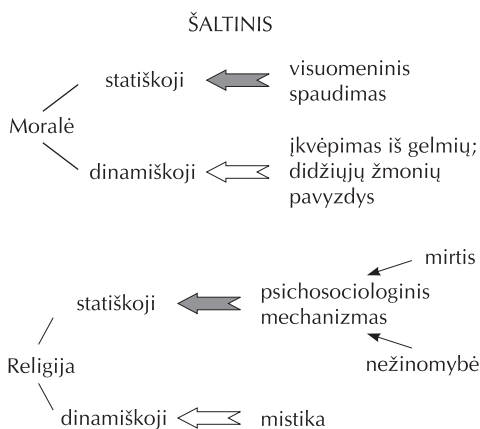 ŠALTINIS
statiškoji
visuomeninis
spaudimas
Moralė
dinamiškoji
įkvėpimas iš gelmių;
didžiųjų žmonių
pavyzdys
mirtis
statiškoji
psichosociologinis
mechanizmas
Religija
nežinomybė
dinamiškoji
mistika